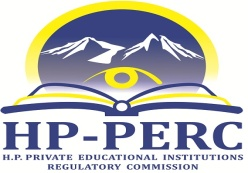 HP-PERC
H.P. PRIVATE EDUCATIONAL INSTITUTIONS
REGULATORY COMMISSION